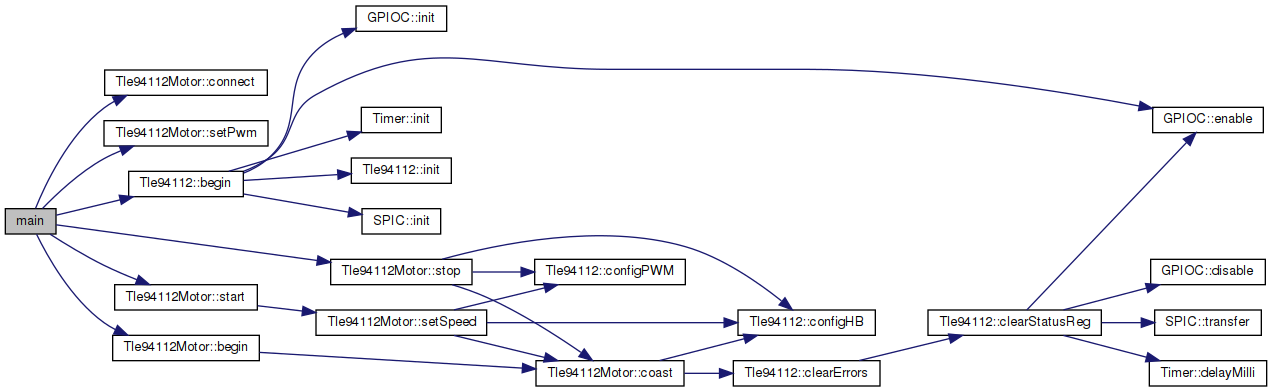 GPIOC::init
Tle94112Motor::connect
GPIOC::enable
Timer::init
Tle94112Motor::setPwm
Tle94112::init
Tle94112::begin
SPIC::init
main
Tle94112Motor::stop
Tle94112::configPWM
GPIOC::disable
Tle94112Motor::start
Tle94112Motor::setSpeed
Tle94112::configHB
Tle94112::clearStatusReg
SPIC::transfer
Tle94112Motor::begin
Tle94112Motor::coast
Tle94112::clearErrors
Timer::delayMilli